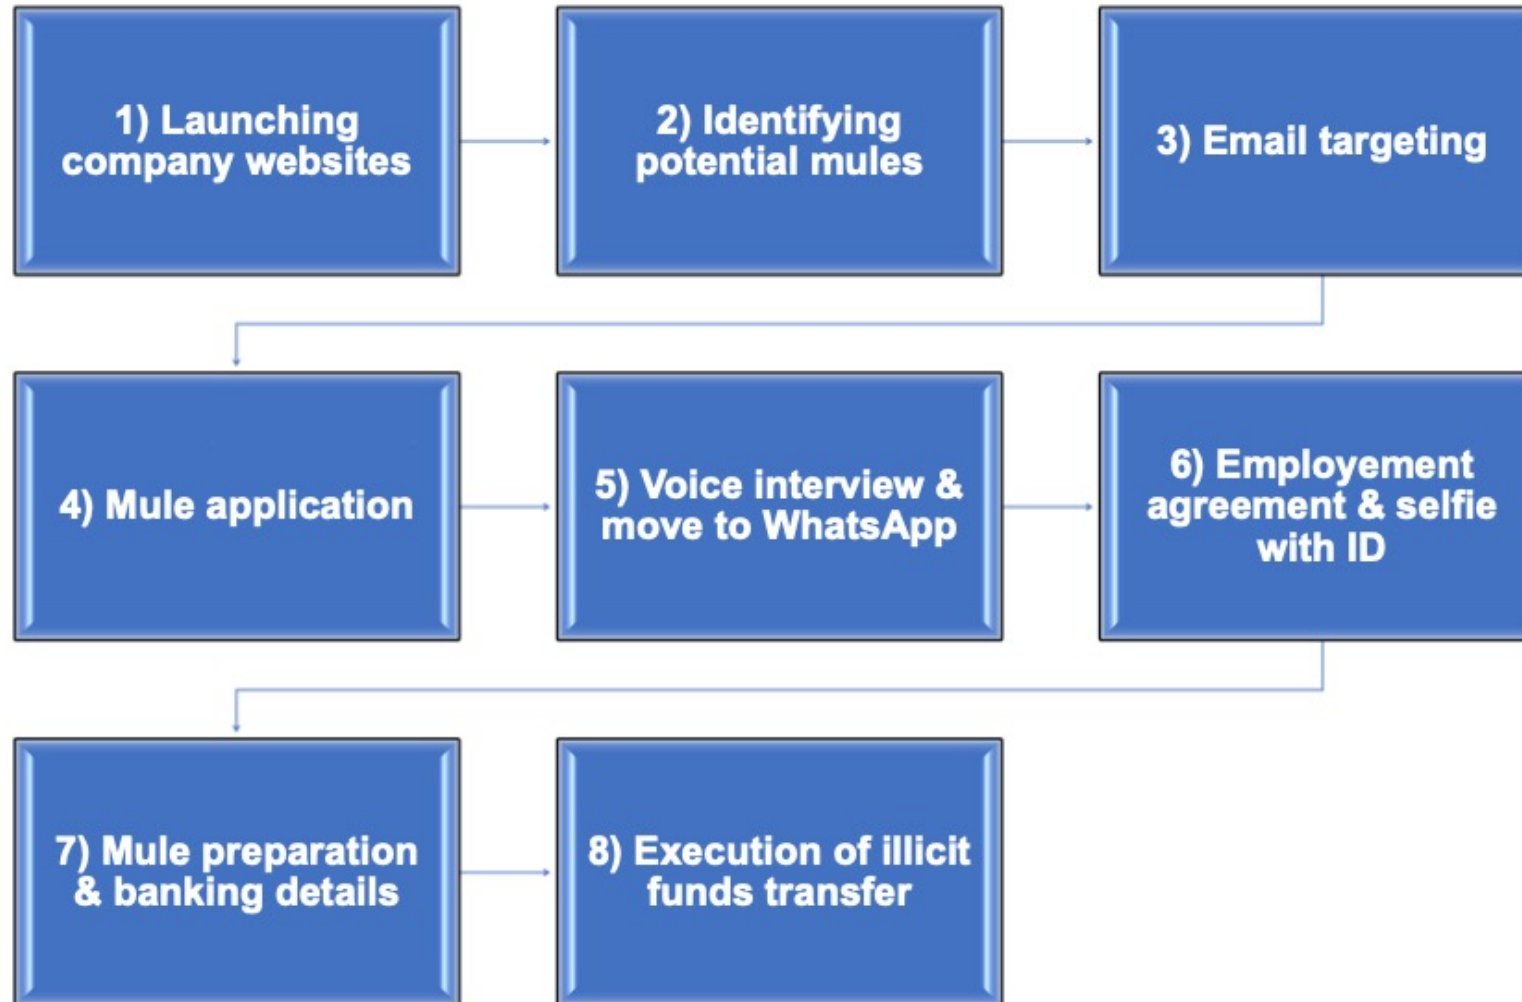 1) Launching
company websites
2) Identifying
potential mules
3) Email targeting
4) Mule application
5) Voice interview &
move to WhatsApp
6) Employement
agreement & selfie
with ID
7) Mule preparation
& banking details
8) Execution of illicit
funds transfer